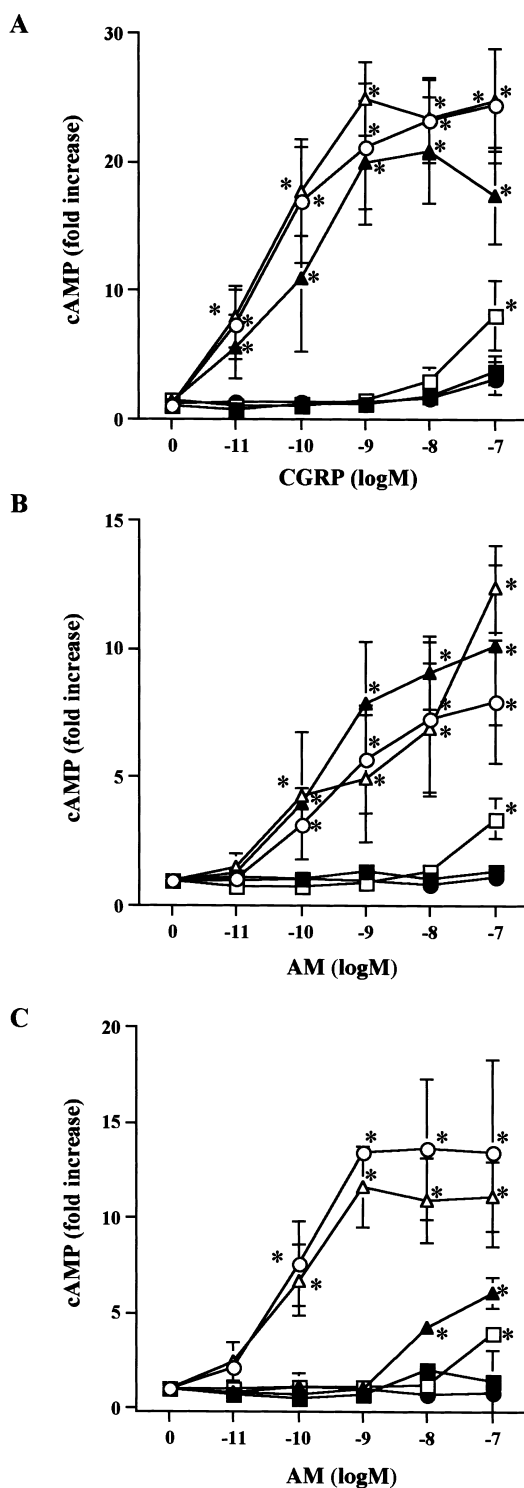 A
30
20
10
0
cAMP (fold increase)
* * * * * * * * * * * * * * *
0 -11 -10 -9 -8 -7
CGRP (logM)
B
15
10
5
0
cAMP (fold increase)
* * * * * * * * * * * * *
0 -11 -10 -9 -8 -7
AM (logM)
C
20
15
10
5
0
cAMP (fold increase)
* * * * * * * * * * *
0 -11 -10 -9 -8 -7
AM (logM)